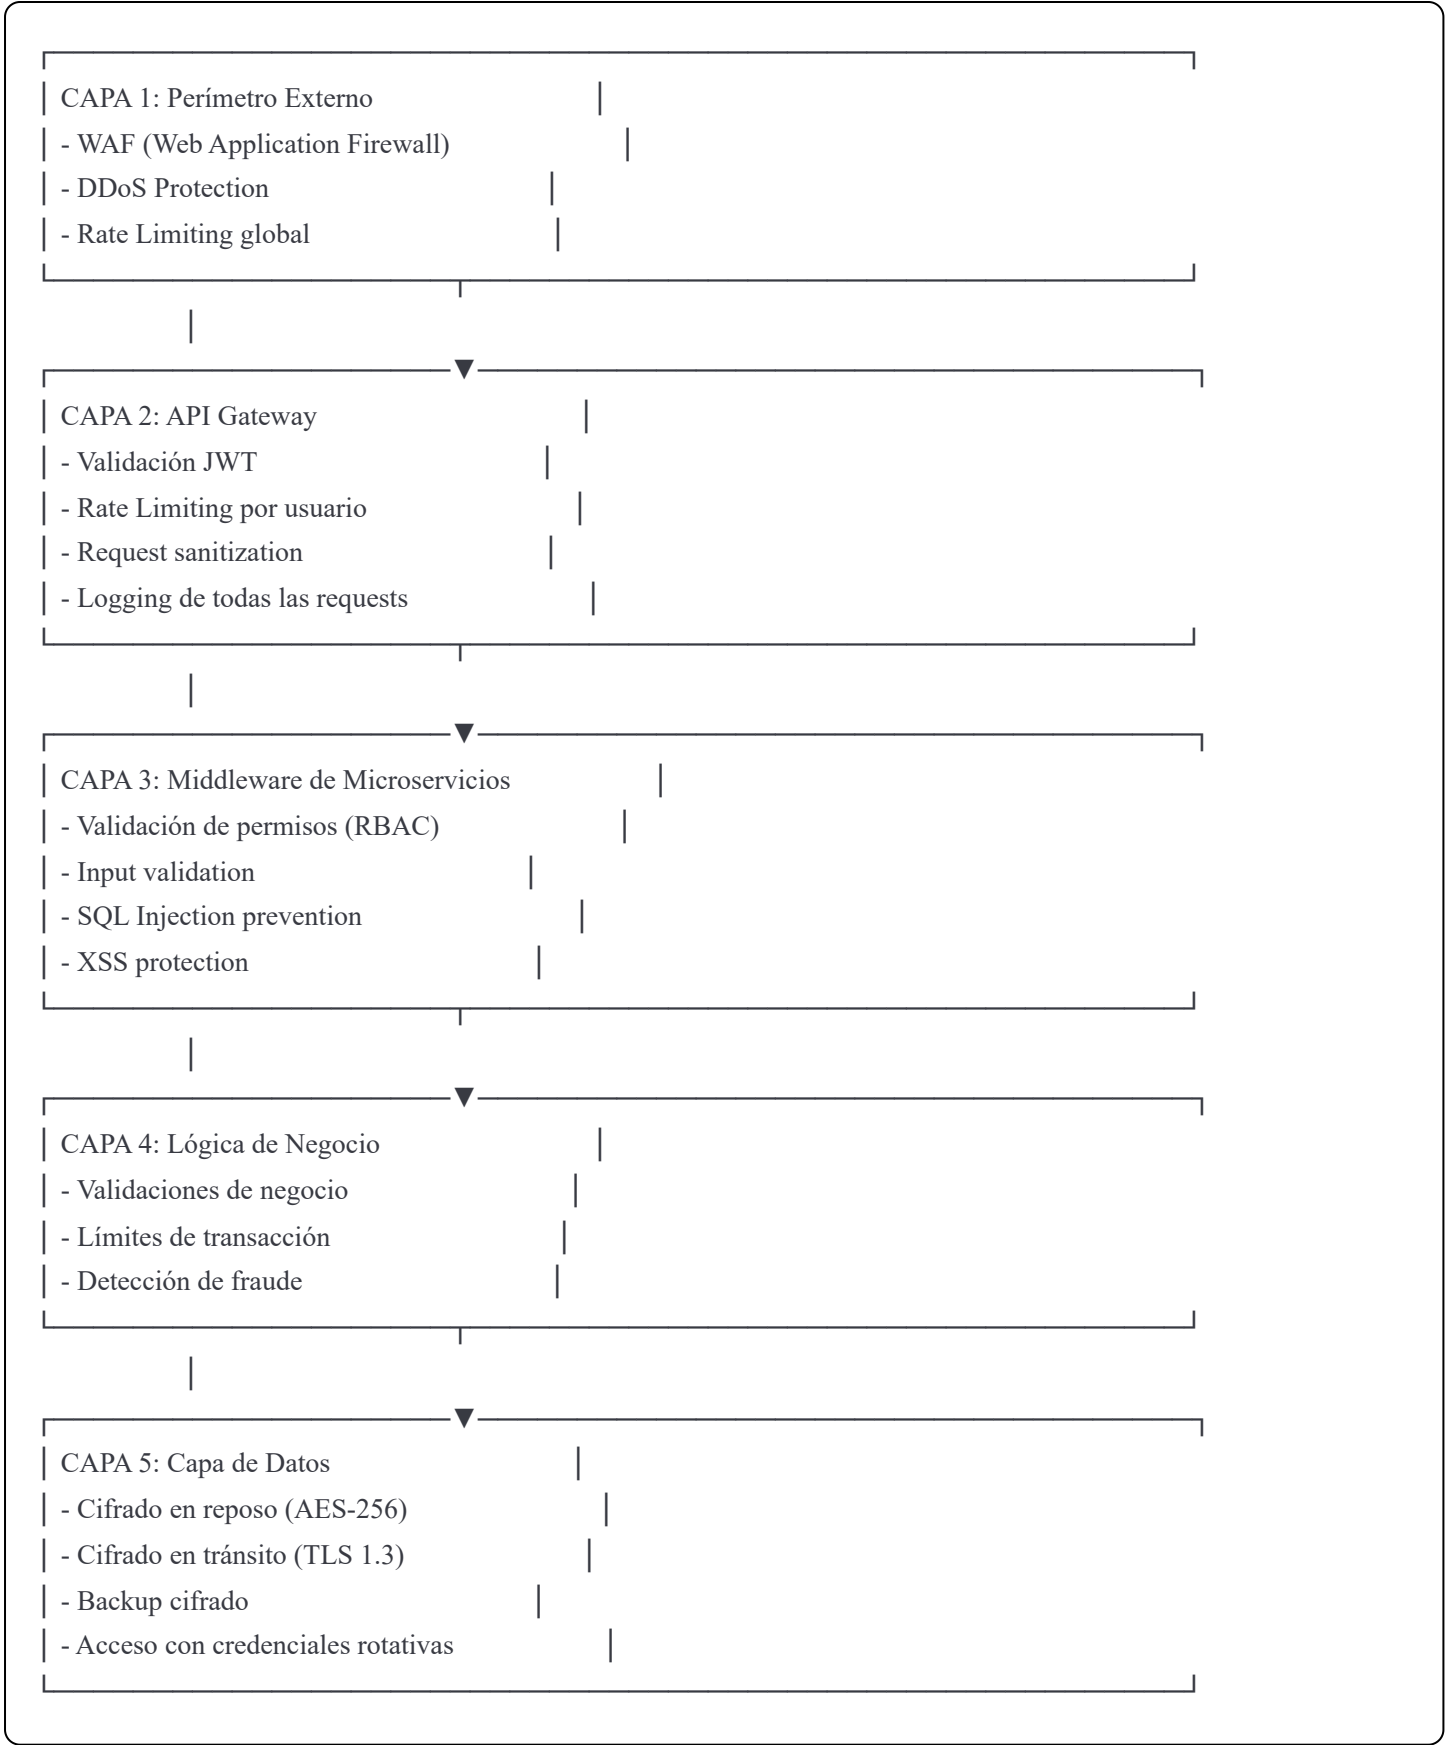 CAPA 1: Perímetro Externo
- WAF (Web Application Firewall)
- DDoS Protection
- Rate Limiting global
▼
CAPA 2: API Gateway
- Validación JWT
- Rate Limiting por usuario
- Request sanitization
- Logging de todas las requests
▼
CAPA 3: Middleware de Microservicios
- Validación de permisos (RBAC)
- Input validation
- SQL Injection prevention
- XSS protection
▼
CAPA 4: Lógica de Negocio
- Validaciones de negocio
- Límites de transacción
- Detección de fraude
▼
CAPA 5: Capa de Datos
- Cifrado en reposo (AES-256)
- Cifrado en tránsito (TLS 1.3)
- Backup cifrado
- Acceso con credenciales rotativas